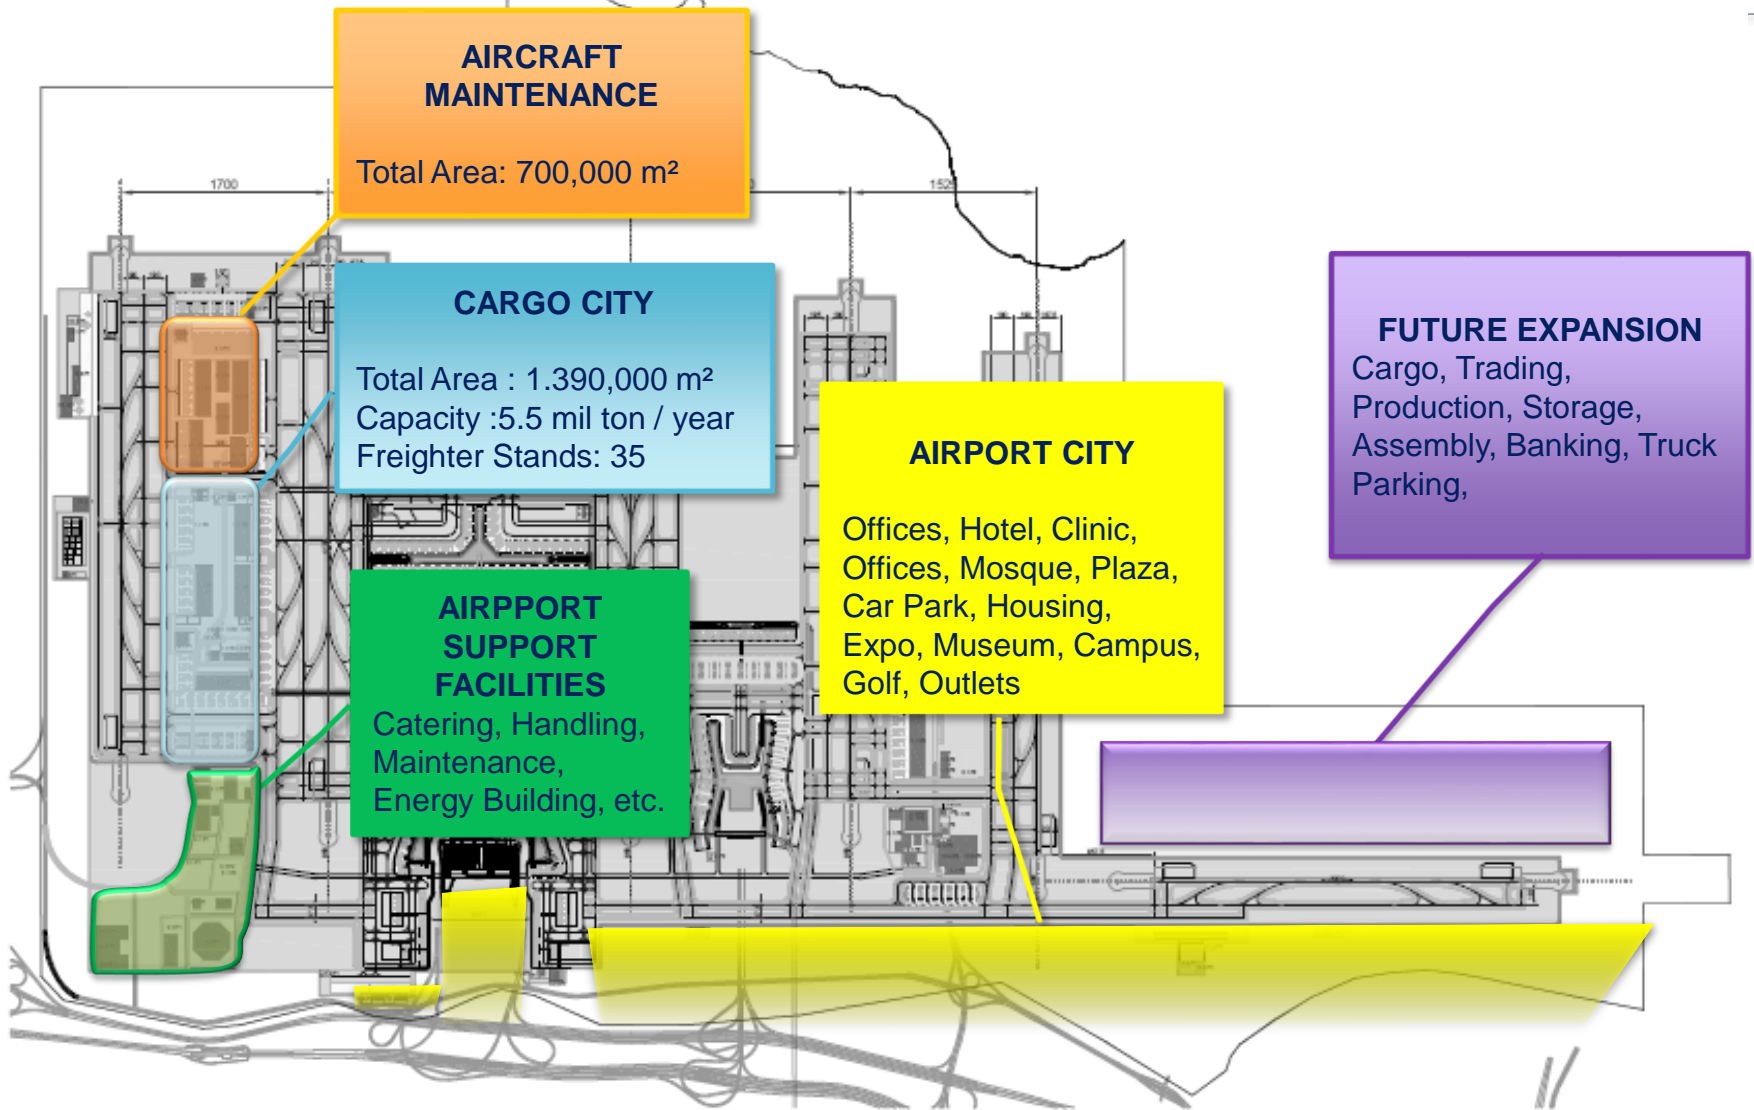 AIRCRAFT
MAINTENANCE
Total Area: 700,000 m²
1700
1525
CARGO CITY
Total Area : 1.390,000 m²
Capacity :5.5 mil ton / year
Freighter Stands: 35
FUTURE EXPANSION
Cargo, Trading,
Production, Storage,
Assembly, Banking, Truck
Parking,
AIRPORT CITY
Offices, Hotel, Clinic,
Offices, Mosque, Plaza,
Car Park, Housing,
Expo, Museum, Campus,
Golf, Outlets
AIRPPORT
SUPPORT
FACILITIES
Catering, Handling,
Maintenance,
Energy Building, etc.